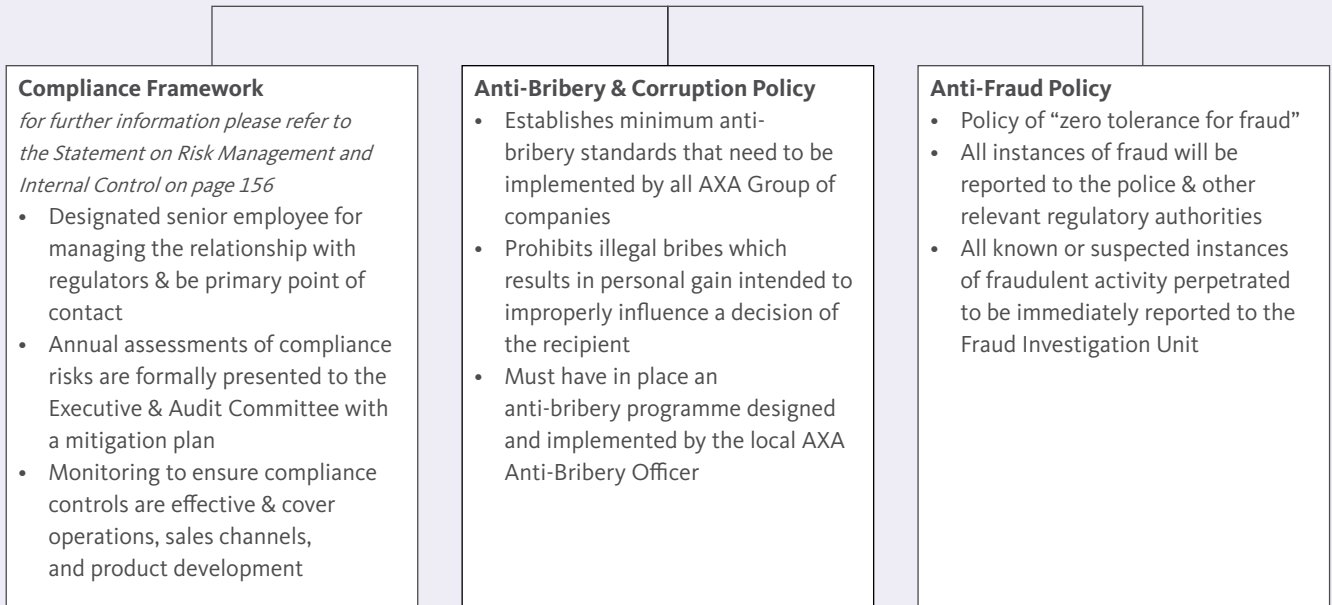 Compliance Framework
for further information please refer to
the Statement on Risk Management and
Internal Control on page 156
• Designated senior employee for
managing the relationship with
regulators & be primary point of
contact
• Annual assessments of compliance
risks are formally presented to the
Executive & Audit Committee with
a mitigation plan
• Monitoring to ensure compliance
controls are effective & cover
operations, sales channels,
and product development
Anti-Bribery & Corruption Policy
• Establishes minimum anti-
bribery standards that need to be
implemented by all AXA Group of
companies
• Prohibits illegal bribes which
results in personal gain intended to
improperly influence a decision of
the recipient
• Must have in place an
anti-bribery programme designed
and implemented by the local AXA
Anti-Bribery Officer
Anti-Fraud Policy
• Policy of “zero tolerance for fraud”
• All instances of fraud will be
reported to the police & other
relevant regulatory authorities
• All known or suspected instances
of fraudulent activity perpetrated
to be immediately reported to the
Fraud Investigation Unit